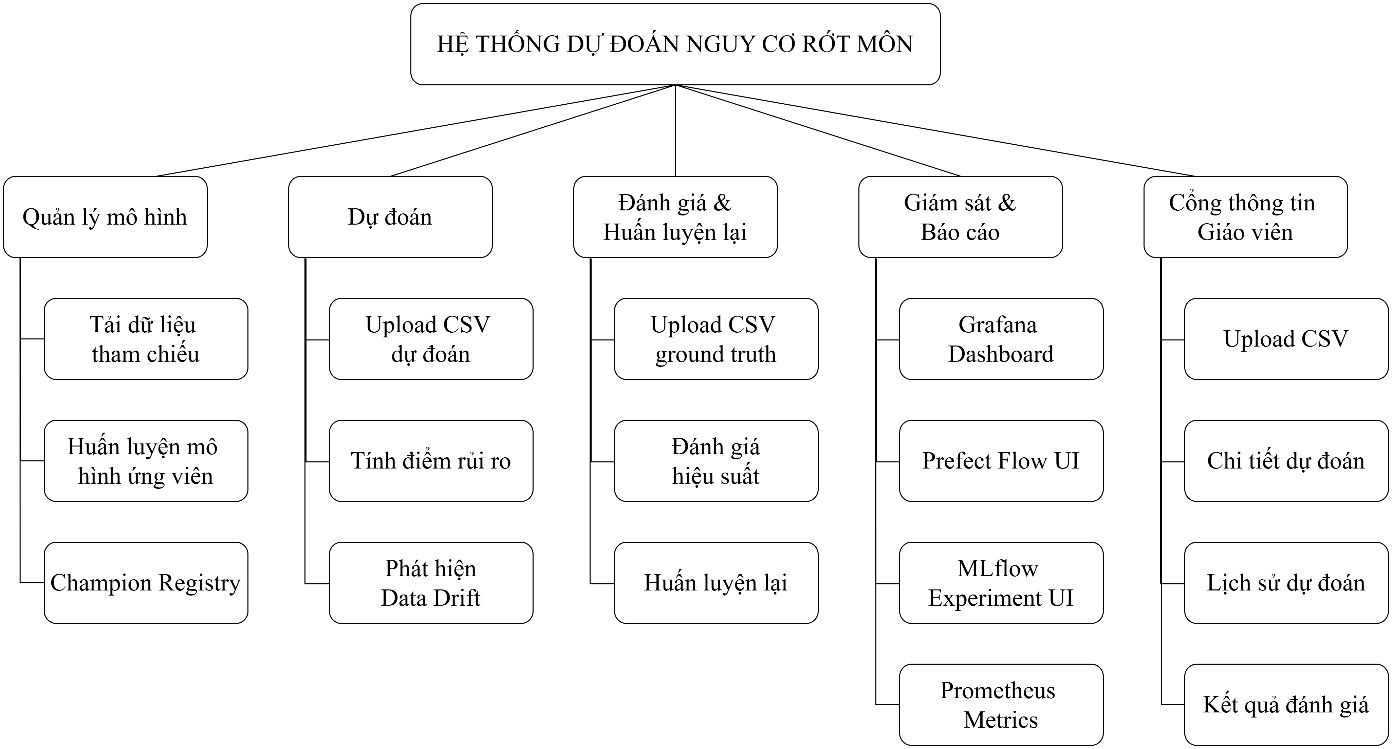 HỆ THỐNG DỰ ĐOÁN NGUY CƠ RỚT MÔN
Quản lý mô hình
Tải dữ liệu
tham chiếu
Huấn luyện mô
hình ứng viên
Champion Registry
Dự đoán
Upload CSV
dự đoán
Tính điểm rủi ro
Phát hiện
Data Drift
Đánh giá &
Huấn luyện lại
Upload CSV
ground truth
Đánh giá
hiệu suất
Huấn luyện lại
Giám sát &
Báo cáo
Grafana
Dashboard
Prefect Flow UI
MLflow
Experiment UI
Prometheus
Metrics
Cổng thông tin
Giáo viên
Upload CSV
Chi tiết dự đoán
Lịch sử dự đoán
Kết quả đánh giá